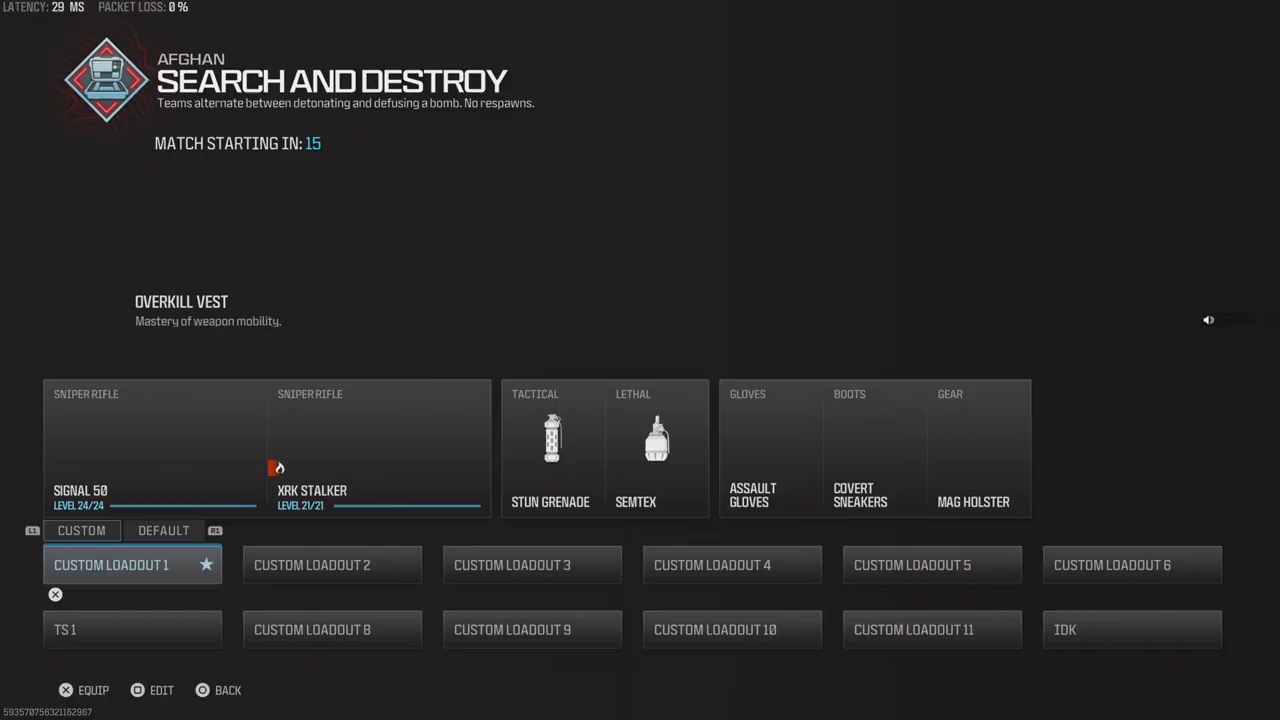 LATENCY: 29 MS PACKET LOSS: 0%
AFGHAN
SEARCH AND DESTROY
Teams alternate between detonating and defusing a bomb. No respawns.
MATCH STARTING IN: 15
OVERKILL VEST
Mastery of weapon mobility.
SNIPER RIFLE
SIGNAL 50
LEVEL 24/24
SNIPER RIFLE
XRK STALKER
LEVEL 21/21
TACTICAL
STUN GRENADE
LETHAL
SEMTEX
GLOVES
ASSAULT
GLOVES
BOOTS
COVERT
SNEAKERS
GEAR
MAG HOLSTER
L1 CUSTOM DEFAULT R1
CUSTOM LOADOUT 1
CUSTOM LOADOUT 2
CUSTOM LOADOUT 3
CUSTOM LOADOUT 4
CUSTOM LOADOUT 5
CUSTOM LOADOUT 6
TS 1
CUSTOM LOADOUT 8
CUSTOM LOADOUT 9
CUSTOM LOADOUT 10
CUSTOM LOADOUT 11
IDK
EQUIP EDIT BACK
593570756321162967